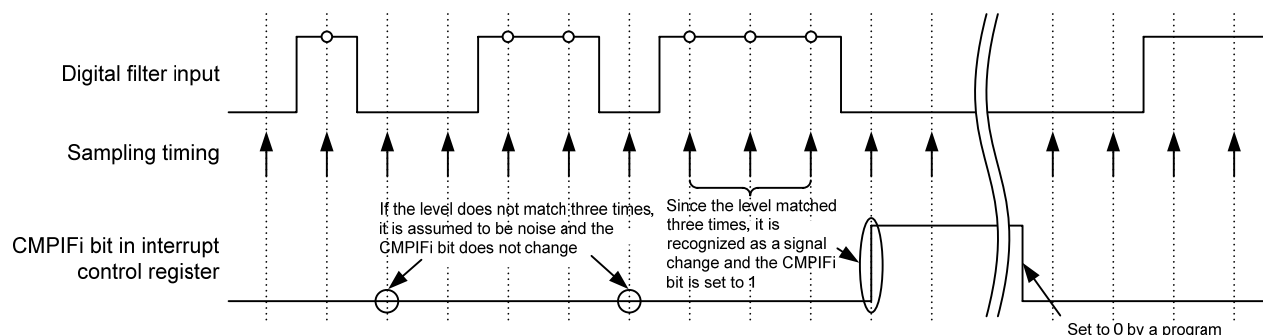 Digital filter input
Sampling timing
If the level does not match three times,
it is assumed to be noise and the
CMPIFi bit does not change
Since the level matched
three times, it is
recognized as a signal
change and the CMPIFi
bit is set to 1
CMPIFi bit in interrupt
control register
Set to 0 by a program